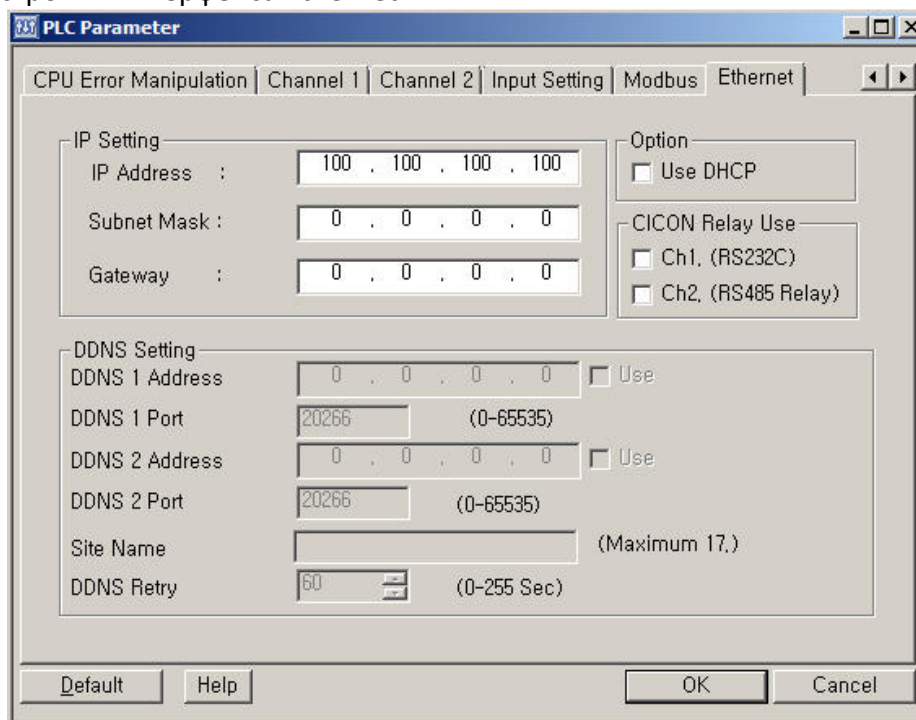 PLC Parameter
CPU Error Manipulation Channel 1 Channel 2 Input Setting Modbus Ethernet
IP Setting
IP Address : 100 . 100 . 100 . 100
Subnet Mask : 0 . 0 . 0 . 0
Gateway : 0 . 0 . 0 . 0
Option
Use DHCP
CICON Relay Use
Ch1, (RS232C)
Ch2, (RS485 Relay)
DDNS Setting
DDNS 1 Address 0 . 0 . 0 . 0 Use
DDNS 1 Port 20266 (0-65535)
DDNS 2 Address 0 . 0 . 0 . 0 Use
DDNS 2 Port 20266 (0-65535)
Site Name (Maximum 17,)
DDNS Retry 60 (0-255 Sec)
Default Help OK Cancel